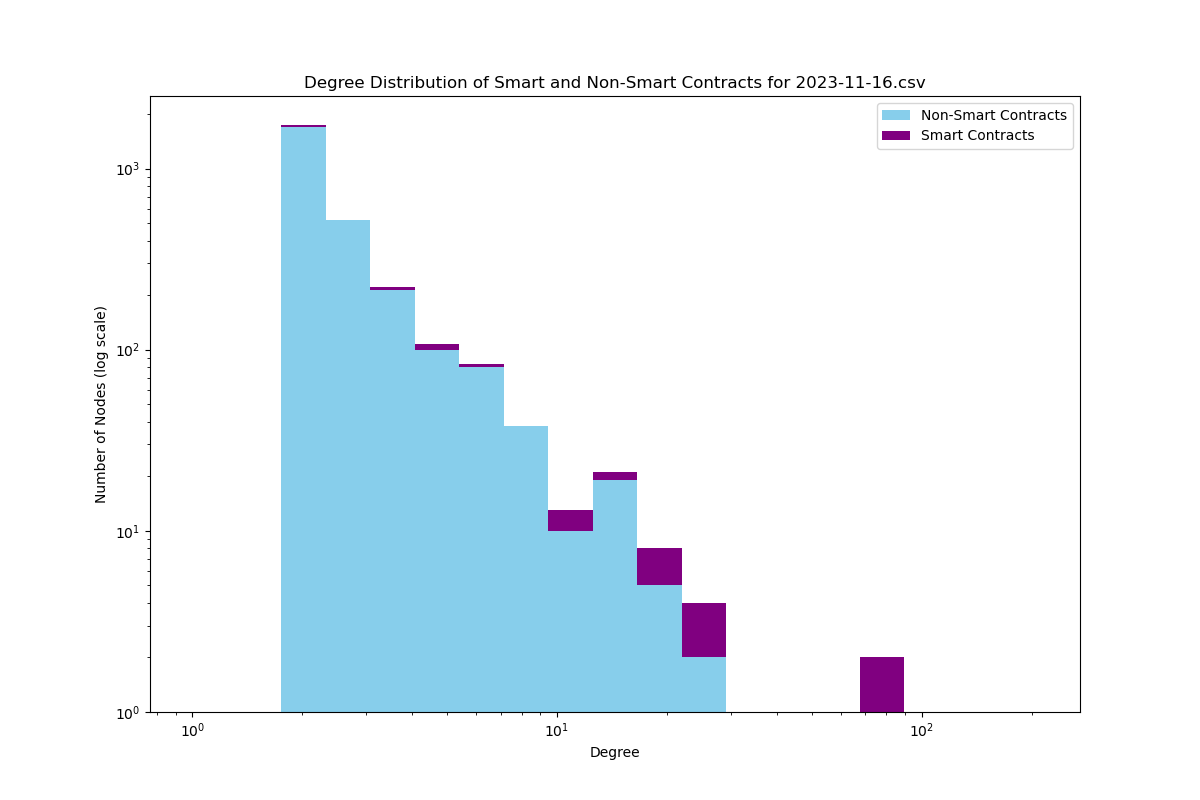 Degree Distribution of Smart and Non-Smart Contracts for 2023-11-16.csv
Non-Smart Contracts
Smart Contracts
Number of Nodes (log scale)
10³
10²
10¹
10⁰
10⁰ 10¹ 10²
Degree